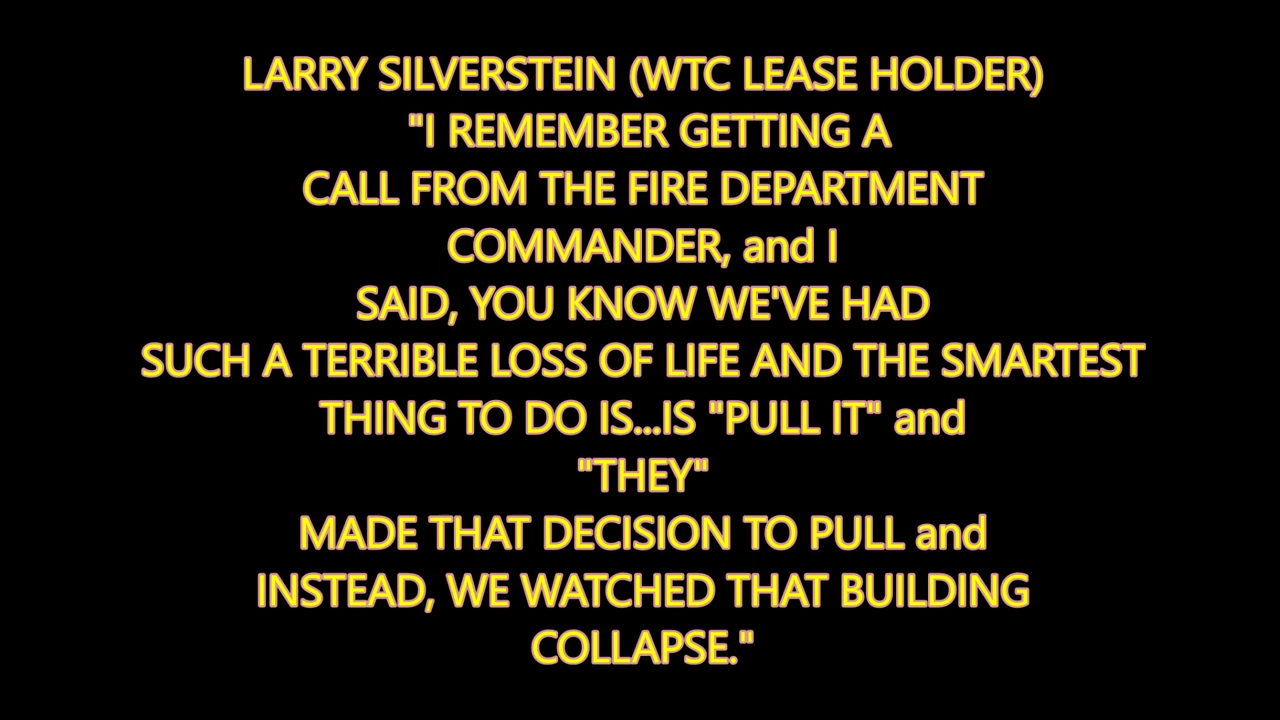 LARRY SILVERSTEIN (WTC LEASE HOLDER)
"I REMEMBER GETTING A
CALL FROM THE FIRE DEPARTMENT
COMMANDER, and I
SAID, YOU KNOW WE'VE HAD
SUCH A TERRIBLE LOSS OF LIFE AND THE SMARTEST
THING TO DO IS...IS "PULL IT" and
"THEY"
MADE THAT DECISION TO PULL and
INSTEAD, WE WATCHED THAT BUILDING
COLLAPSE."